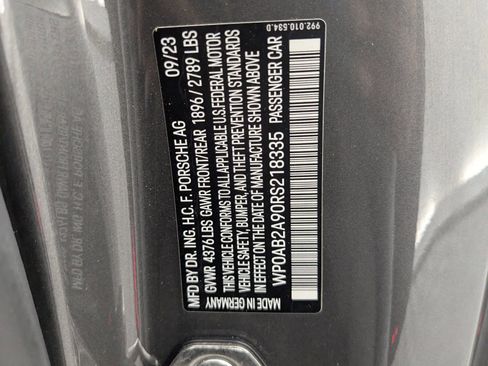 992.010.534.D
MFD BY DR. ING. H.C. F. PORSCHE AG 09/23
GVWR 4376 LBS GAWR FRONT/REAR 1896 / 2789 LBS
THIS VEHICLE CONFORMS TO ALL APPLICABLE U.S.FEDERAL MOTOR
VEHICLE SAFETY, BUMPER, AND THEFT PREVENTION STANDARDS
IN EFFECT ON THE DATE OF MANUFACTURE SHOWN ABOVE
WP0AB2A90RS218335 PASSENGER CAR
MADE IN GERMANY